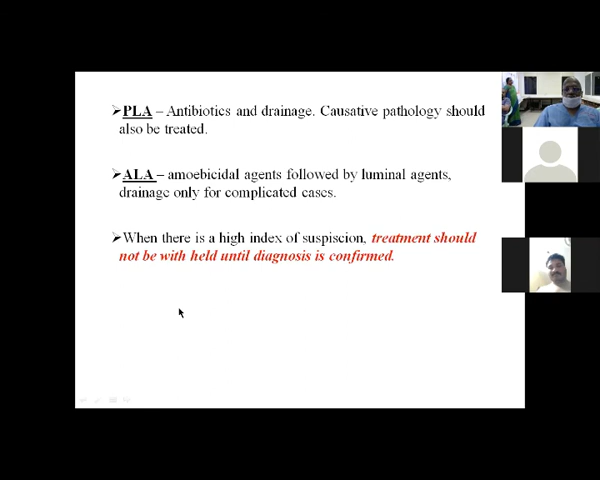 ➢PLA – Antibiotics and drainage. Causative pathology should
also be treated.
➢ALA – amoebicidal agents followed by luminal agents,
drainage only for complicated cases.
➢When there is a high index of suspiscion, treatment should
not be with held until diagnosis is confirmed.